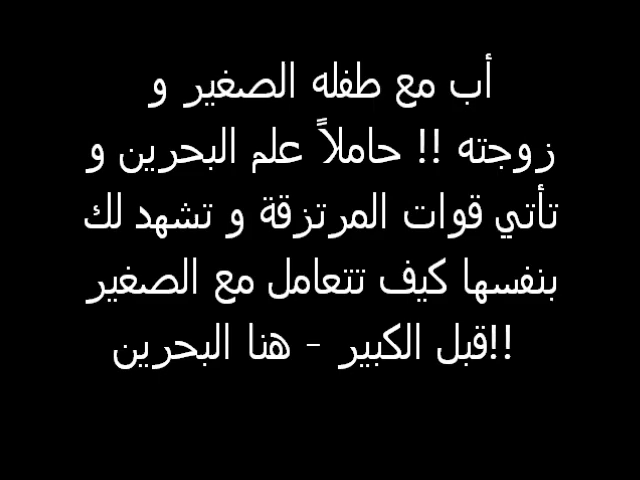 أب مع طفله الصغير و
زوجته !! حاملاً علم البحرين و
تأتي قوات المرتزقة و تشهد لك
بنفسها كيف تتعامل مع الصغير
!!قبل الكبير - هنا البحرين